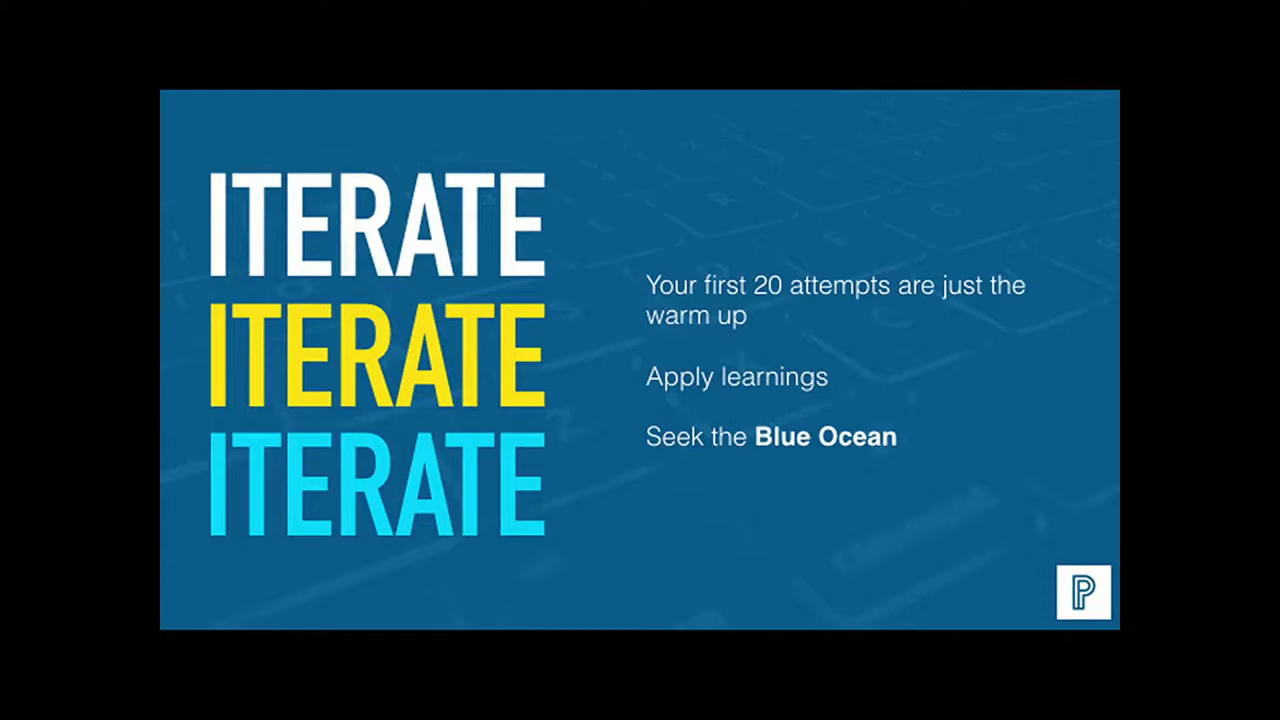 ITERATE
ITERATE
ITERATE
Your first 20 attempts are just the
warm up
Apply learnings
Seek the Blue Ocean
P